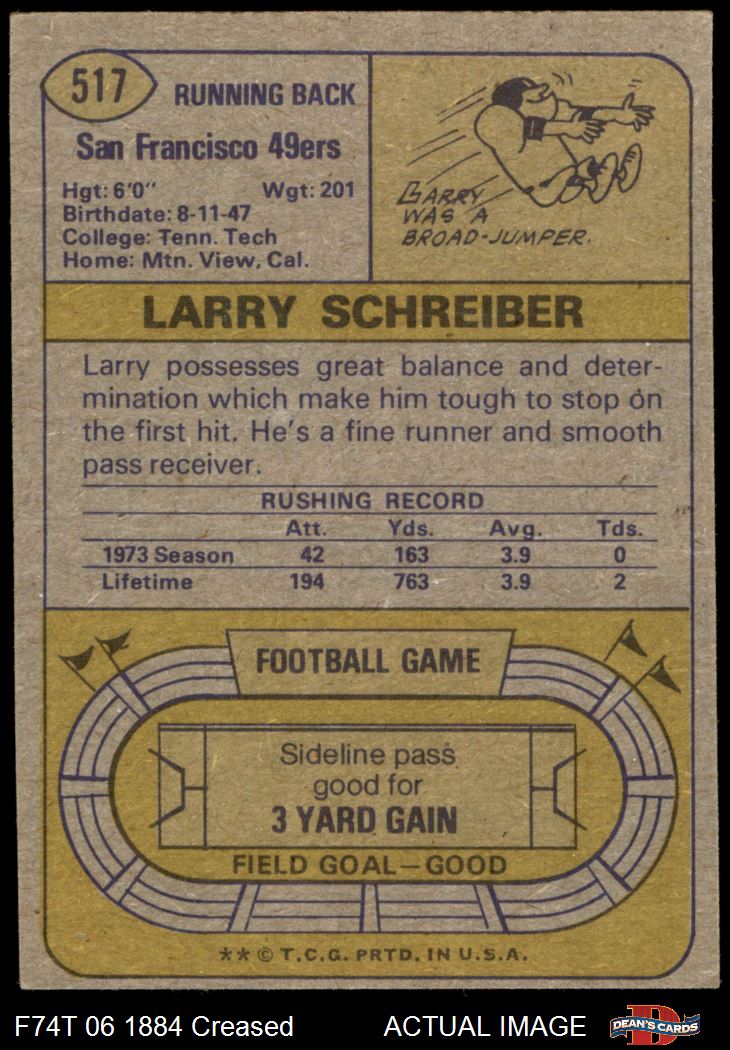 517
RUNNING BACK
San Francisco 49ers
Hgt: 6'0" Wgt: 201
Birthdate: 8-11-47
College: Tenn. Tech
Home: Mtn. View, Cal.
LARRY
WAS A
BROAD-JUMPER.
LARRY SCHREIBER
Larry possesses great balance and deter-
mination which make him tough to stop on
the first hit. He's a fine runner and smooth
pass receiver.
RUSHING RECORD
Att. Yds. Avg. Tds.
1973 Season 42 163 3.9 0
Lifetime 194 763 3.9 2
FOOTBALL GAME
Sideline pass
good for
3 YARD GAIN
FIELD GOAL—GOOD
** © T.C.G. PRTD. IN U.S.A.
F74T 06 1884 Creased ACTUAL IMAGE
D
DEAN'S CARDS